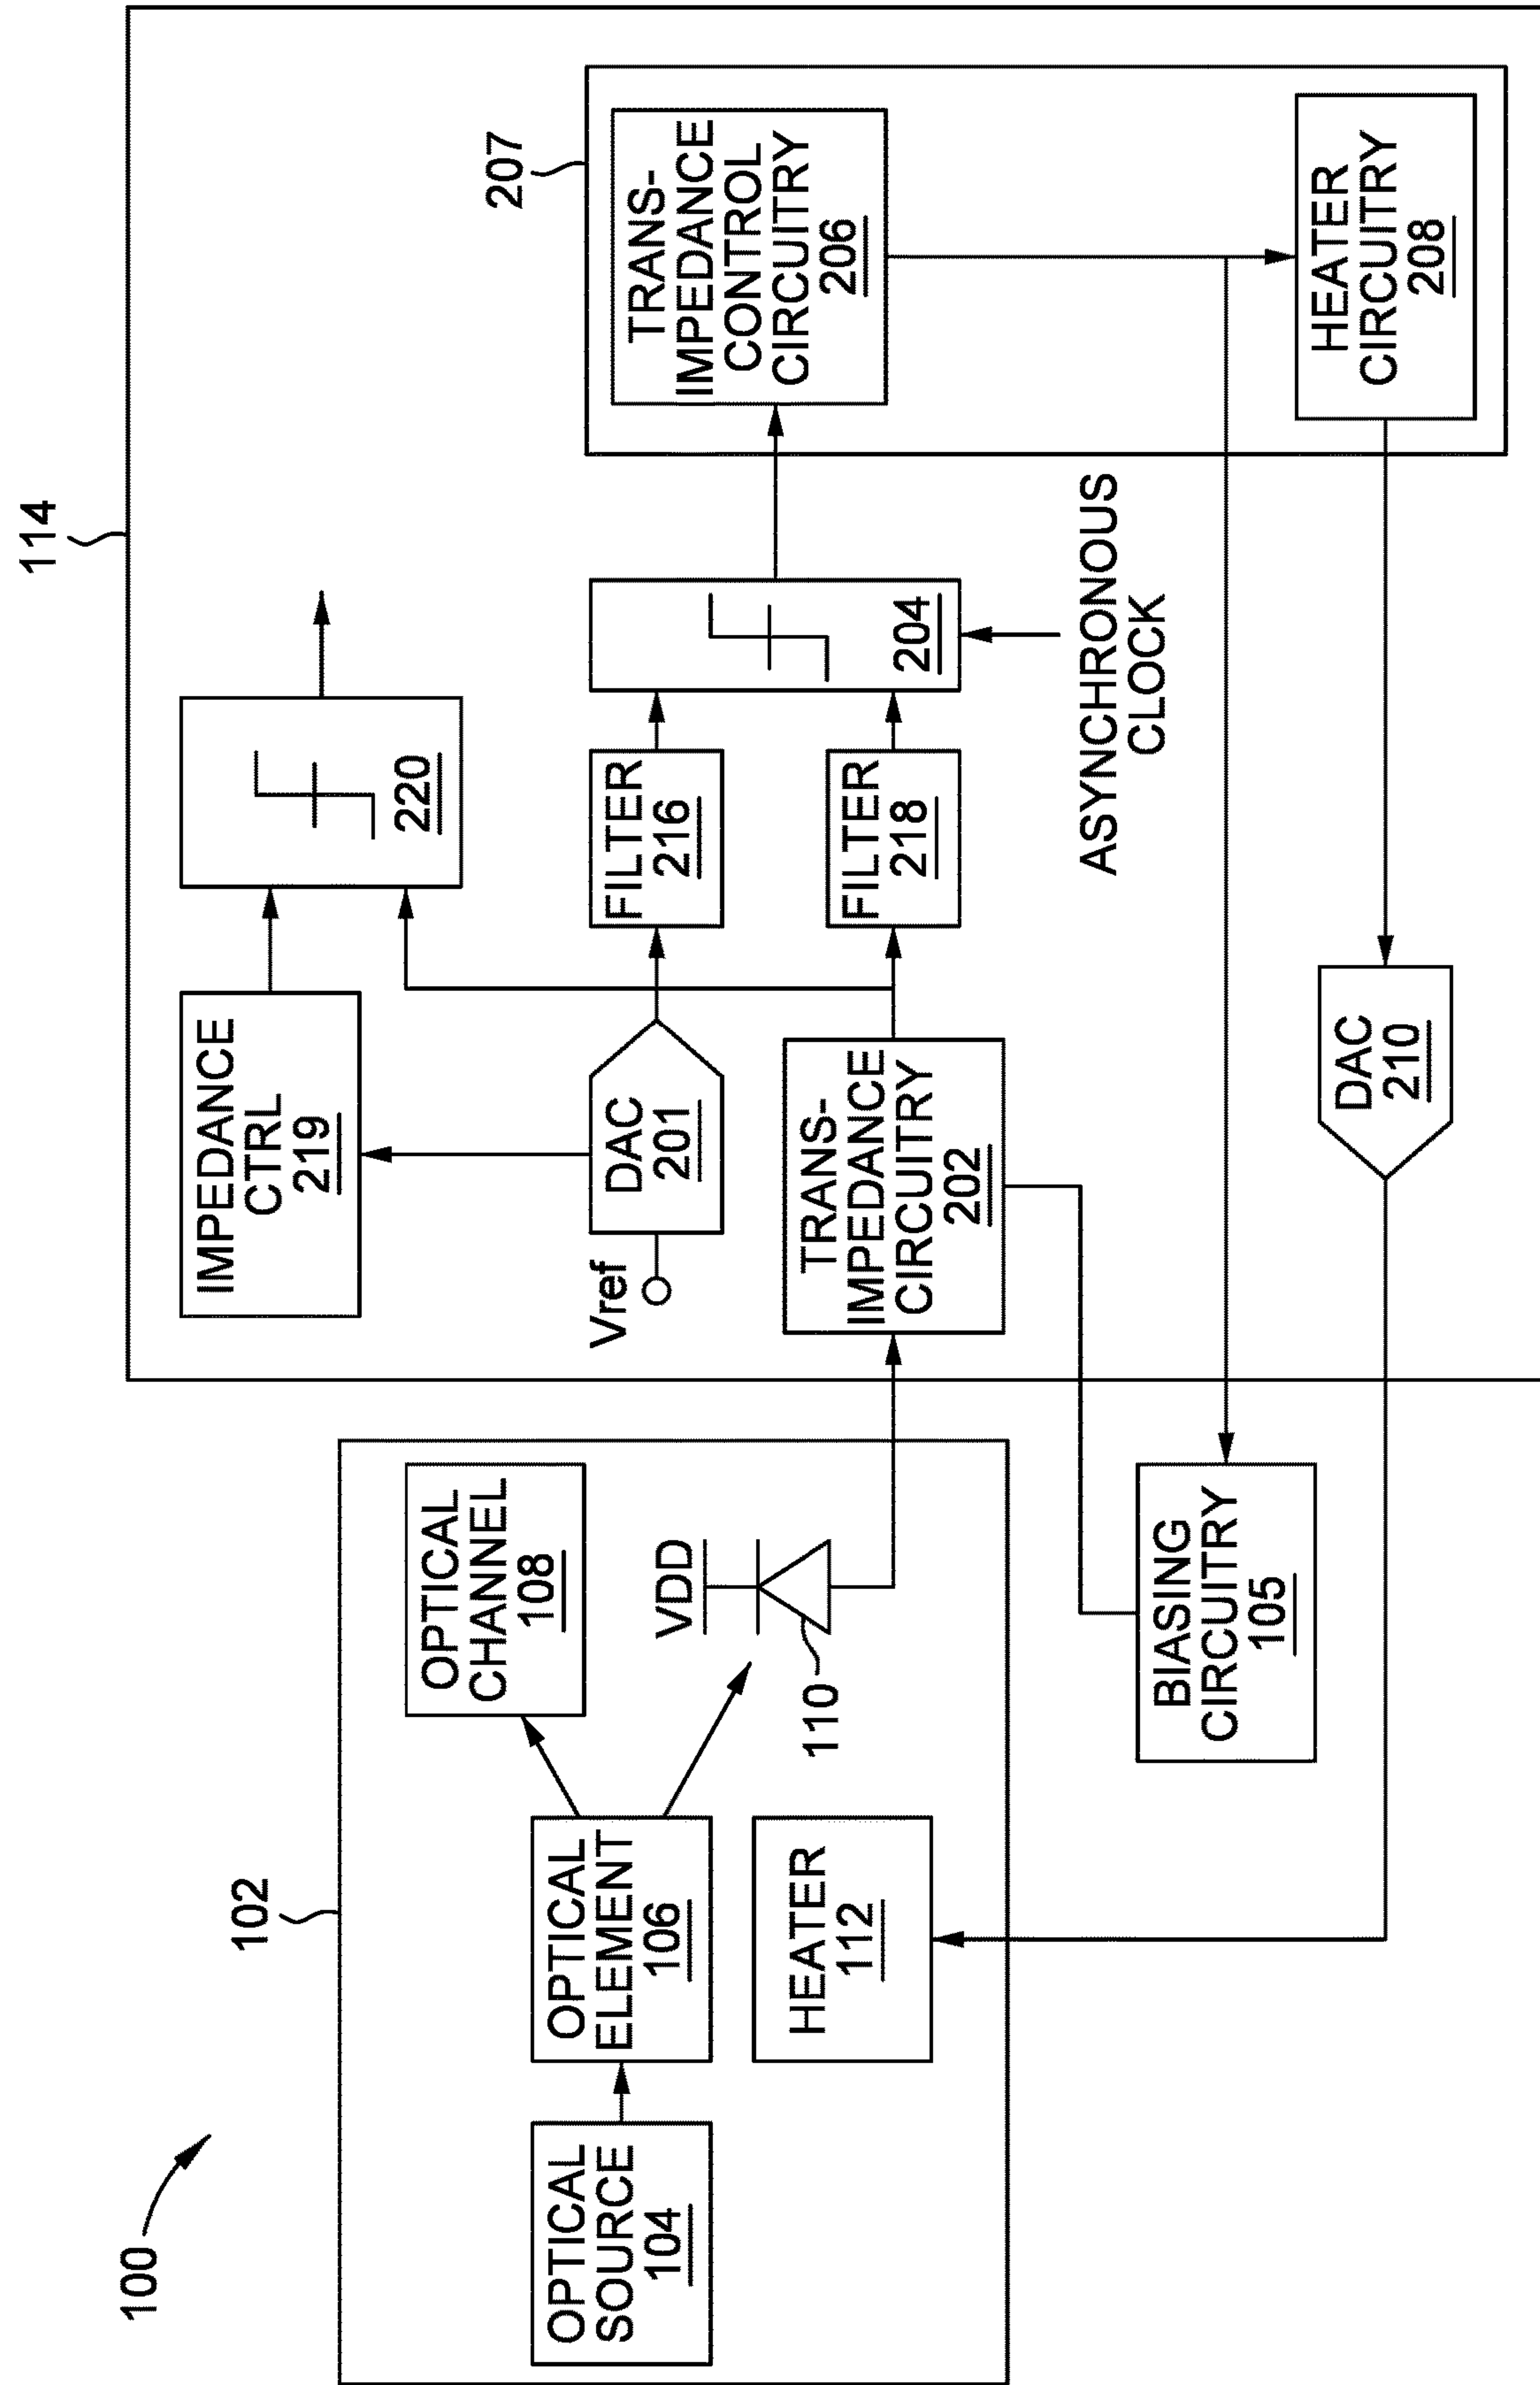 100
102
114
OPTICAL
SOURCE
104
OPTICAL
ELEMENT
106
OPTICAL
CHANNEL
108
VDD
110
HEATER
112
BIASING
CIRCUITRY
105
IMPEDANCE
CTRL
219
Vref
DAC
201
TRANS-
IMPEDANCE
CIRCUITRY
202
220
FILTER
216
FILTER
218
204
ASYNCHRONOUS
CLOCK
207
TRANS-
IMPEDANCE
CONTROL
CIRCUITRY
206
HEATER
CIRCUITRY
208
DAC
210